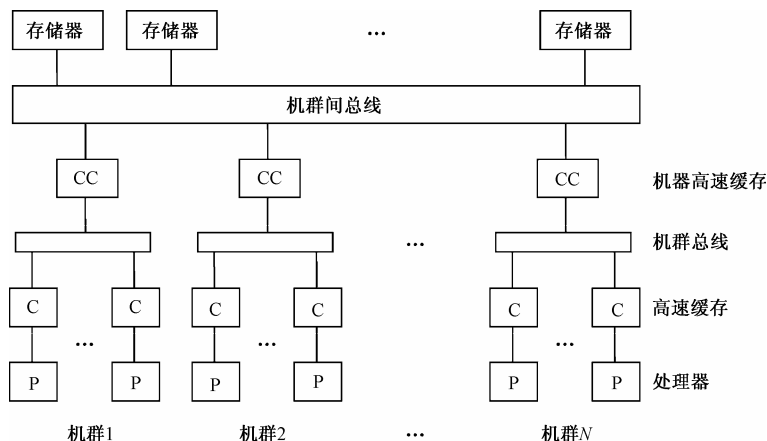 存储器 存储器 … 存储器
机群间总线
CC CC CC 机器高速缓存
… 机群总线
C C C C C C 高速缓存
… … …
P P P P P P 处理器
机群1 机群2 … 机群N